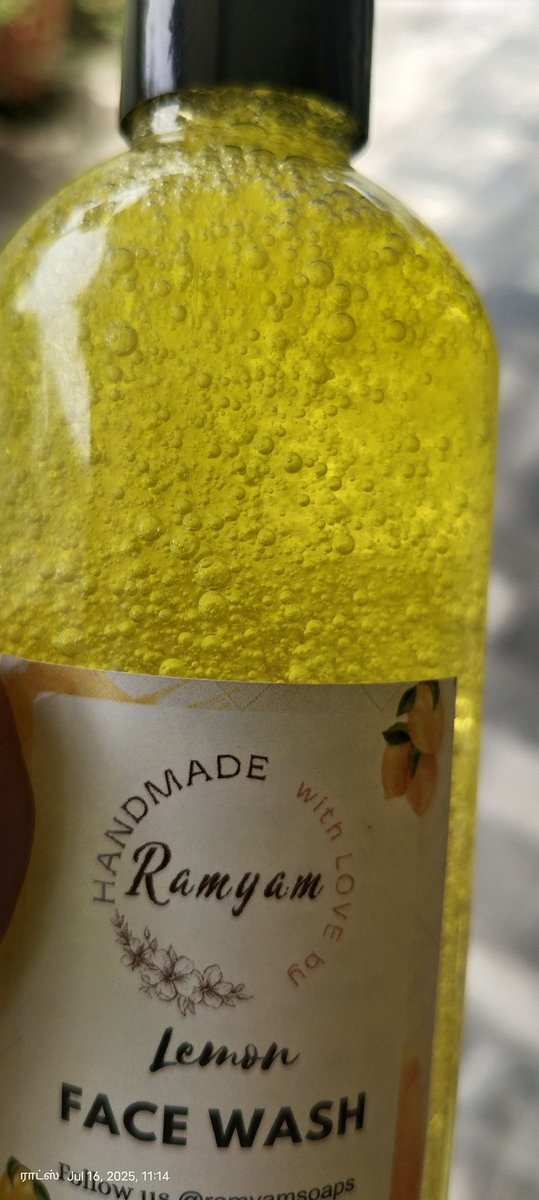 HANDMADE with LOVE by
Ramyam
Lemon
FACE WASH
Follow us @ramyamsoaps
ராட்ஸ் Jul 16, 2025, 11:14